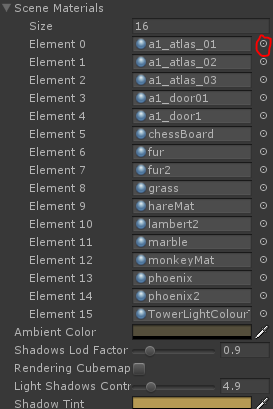 Scene Materials
Size 16
Element 0 a1_atlas_01
Element 1 a1_atlas_02
Element 2 a1_atlas_03
Element 3 a1_door01
Element 4 a1_door1
Element 5 chessBoard
Element 6 fur
Element 7 fur2
Element 8 grass
Element 9 hareMat
Element 10 lambert2
Element 11 marble
Element 12 monkeyMat
Element 13 phoenix
Element 14 phoenix2
Element 15 TowerLightColour
Ambient Color
Shadows Lod Factor 0.9
Rendering Cubemap
Light Shadows Contr 4.9
Shadow Tint